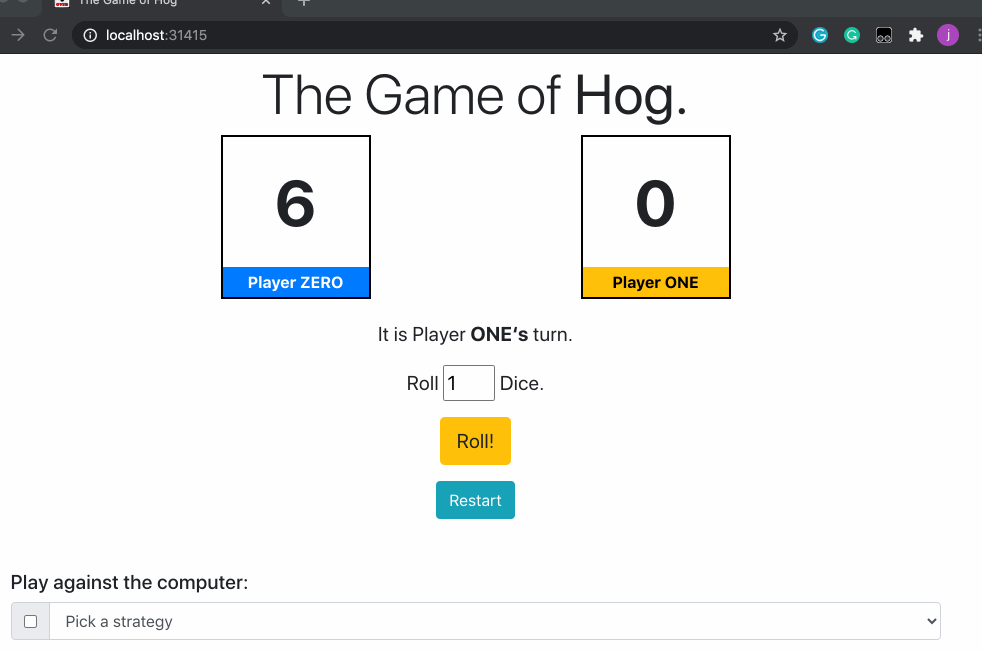 The Game of Hog
localhost:31415
j
The Game of Hog.
6
0
Player ZERO
Player ONE
It is Player ONE‘s turn.
Roll 1 Dice.
Roll!
Restart
Play against the computer:
Pick a strategy